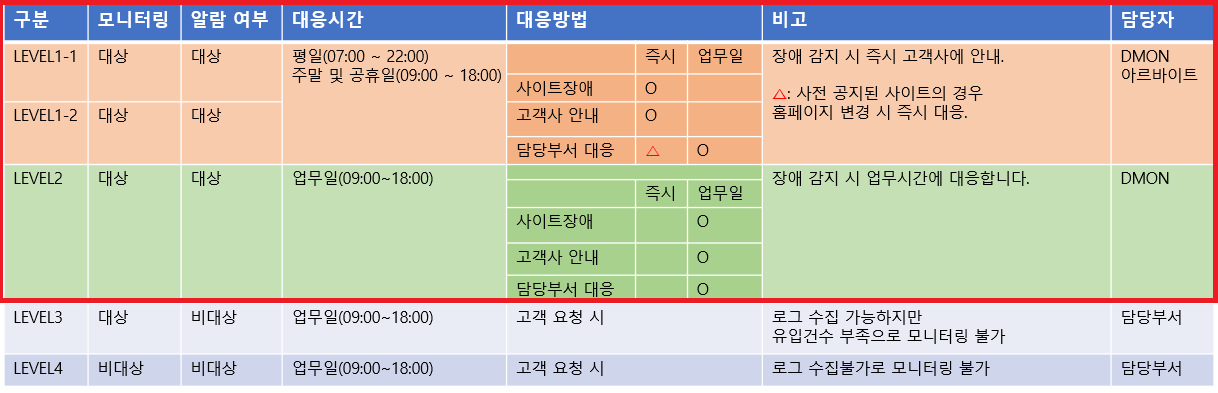 구분 모니터링 알람 여부 대응시간 대응방법 비고 담당자
LEVEL1-1 대상 대상 평일(07:00 ~ 22:00) 즉시 업무일 장애 감지 시 즉시 고객사에 안내. DMON
주말 및 공휴일(09:00 ~ 18:00) 아르바이트
사이트장애 O △: 사전 공지된 사이트의 경우
LEVEL1-2 대상 대상 고객사 안내 O 홈페이지 변경 시 즉시 대응.
담당부서 대응 △ O
LEVEL2 대상 대상 업무일(09:00~18:00) 장애 감지 시 업무시간에 대응합니다. DMON
즉시 업무일
사이트장애 O
고객사 안내 O
담당부서 대응 O
LEVEL3 대상 비대상 업무일(09:00~18:00) 고객 요청 시 로그 수집 가능하지만 담당부서
유입건수 부족으로 모니터링 불가
LEVEL4 비대상 비대상 업무일(09:00~18:00) 고객 요청 시 로그 수집불가로 모니터링 불가 담당부서